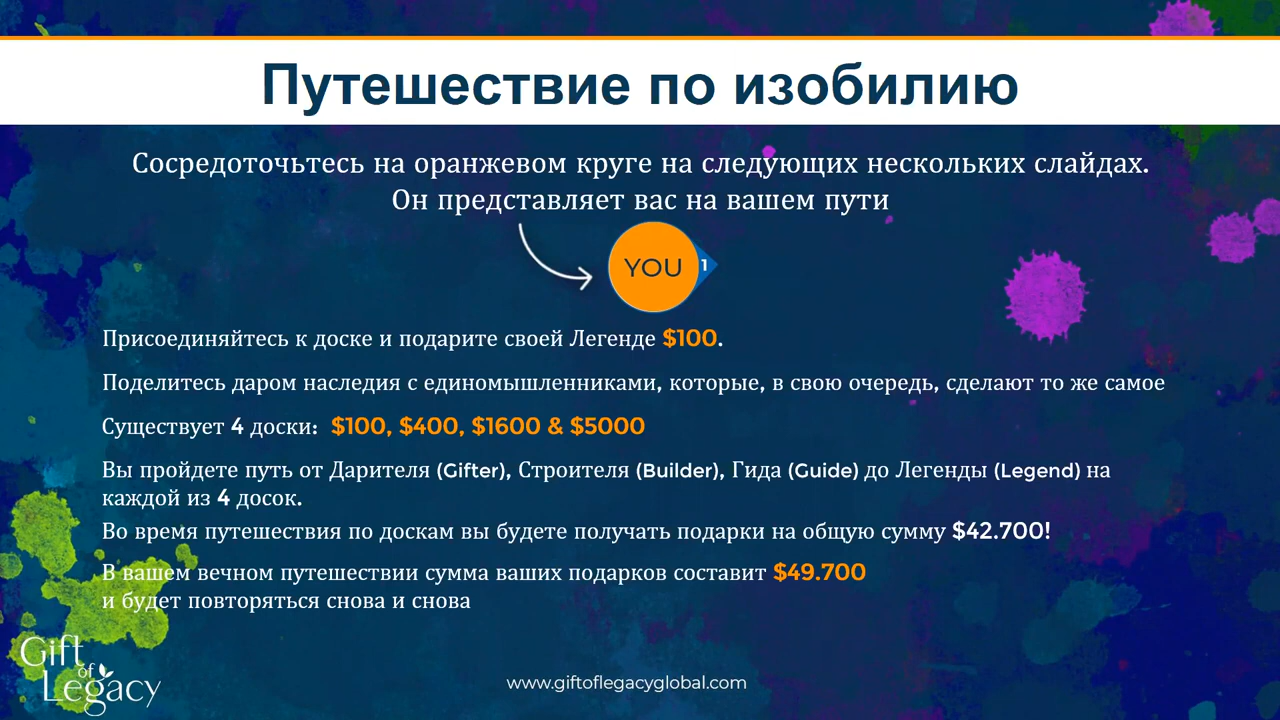 Путешествие по изобилию
Сосредоточьтесь на оранжевом круге на следующих нескольких слайдах.
Он представляет вас на вашем пути
YOU 1
Присоединяйтесь к доске и подарите своей Легенде $100.
Поделитесь даром наследия с единомышленниками, которые, в свою очередь, сделают то же самое
Существует 4 доски: $100, $400, $1600 & $5000
Вы пройдете путь от Дарителя (Gifter), Строителя (Builder), Гида (Guide) до Легенды (Legend) на
каждой из 4 досок.
Во время путешествия по доскам вы будете получать подарки на общую сумму $42.700!
В вашем вечном путешествии сумма ваших подарков составит $49.700
и будет повторяться снова и снова
Gift
of
Legacy
www.giftoflegacyglobal.com